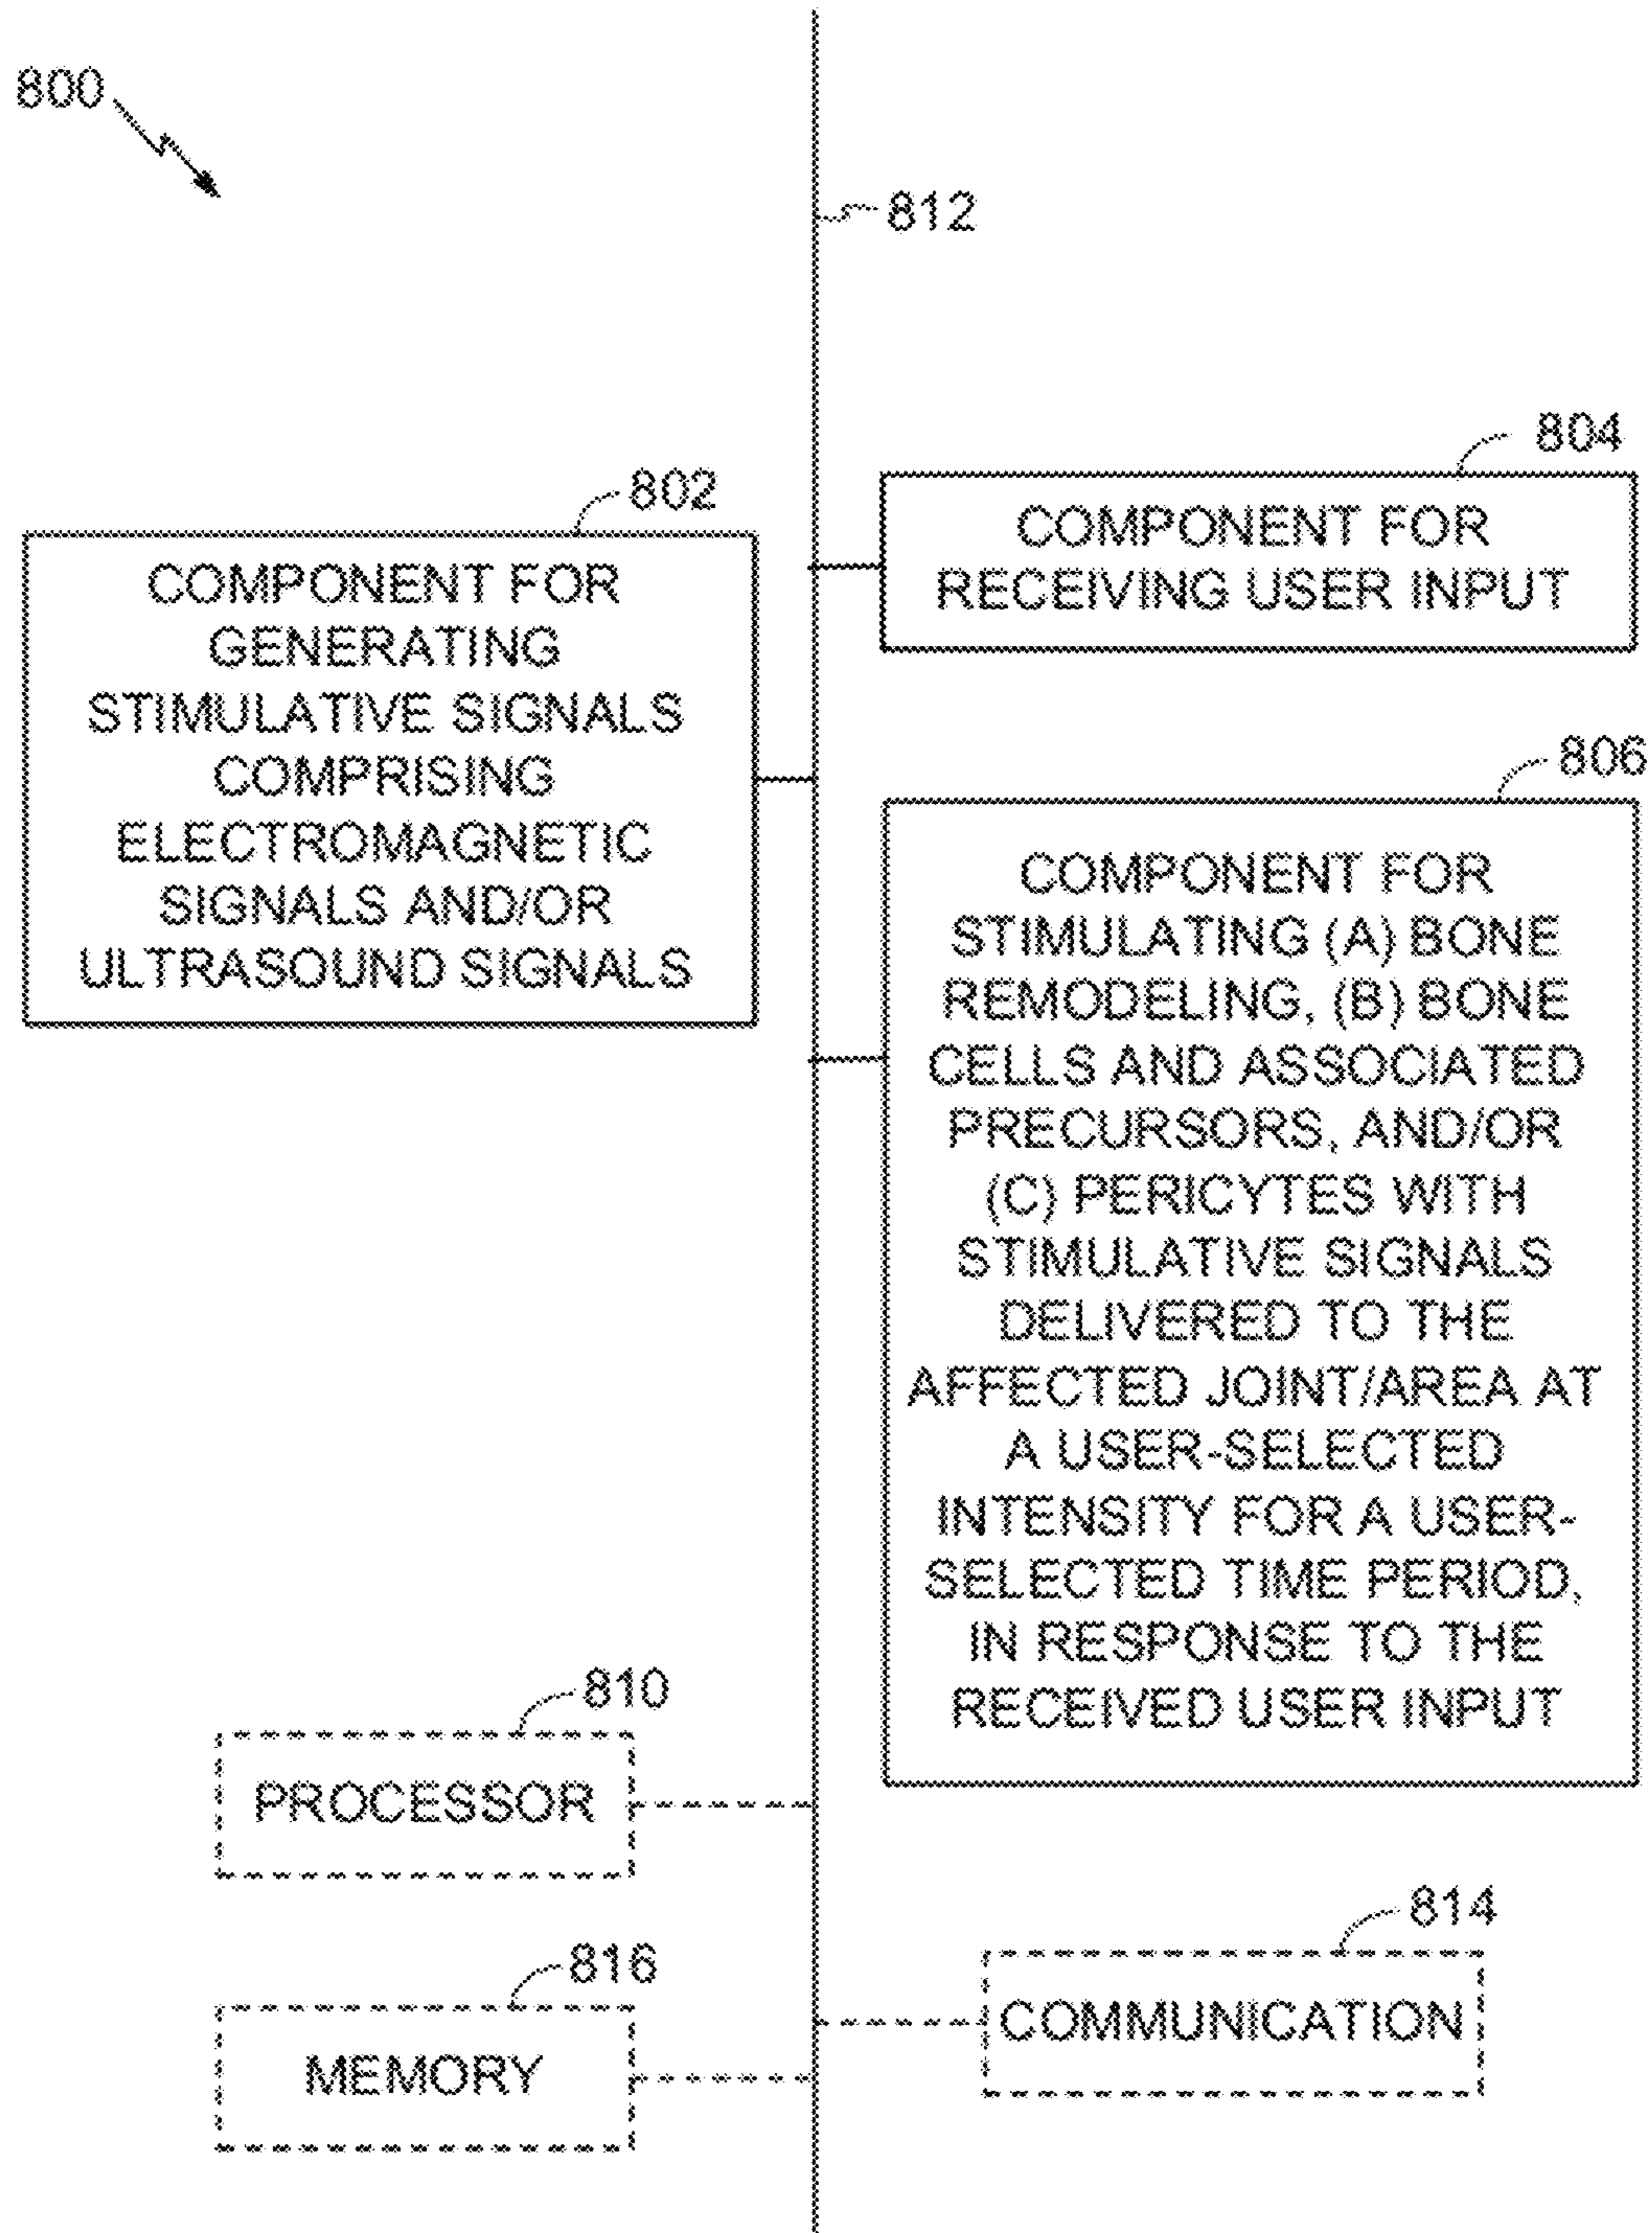 800
812
804
COMPONENT FOR
RECEIVING USER INPUT
802
COMPONENT FOR
GENERATING
STIMULATIVE SIGNALS
COMPRISING
ELECTROMAGNETIC
SIGNALS AND/OR
ULTRASOUND SIGNALS
806
COMPONENT FOR
STIMULATING (A) BONE
REMODELING, (B) BONE
CELLS AND ASSOCIATED
PRECURSORS, AND/OR
(C) PERICYTES WITH
STIMULATIVE SIGNALS
DELIVERED TO THE
AFFECTED JOINT/AREA AT
A USER-SELECTED
INTENSITY FOR A USER-
SELECTED TIME PERIOD,
IN RESPONSE TO THE
RECEIVED USER INPUT
810
PROCESSOR
814
COMMUNICATION
816
MEMORY